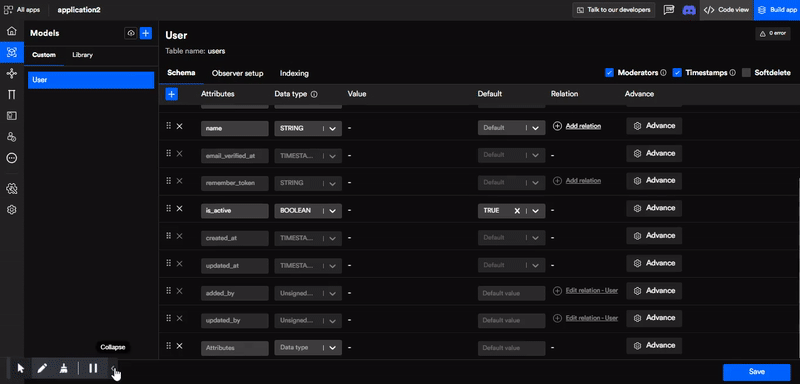 All apps
application2
Talk to our developers
Code view
Build app
Models
User
0 error
Table name: users
Custom
Library
Schema
Observer setup
Indexing
Moderators
Timestamps
Softdelete
User
Attributes
Data type
Value
Default
Relation
Advance
name
STRING
-
Default
Add relation
Advance
email_verified_at
TIMESTA...
-
Default
-
Advance
remember_token
STRING
-
Default
Add relation
Advance
is_active
BOOLEAN
-
TRUE
X
-
Advance
created_at
TIMESTA...
-
Default
-
Advance
updated_at
TIMESTA...
-
Default
-
Advance
added_by
Unsigned...
-
Default value
Edit relation - User
Advance
updated_by
Unsigned...
-
Default value
Edit relation - User
Advance
Attributes
Data type
-
Default value
-
Advance
Collapse
Save